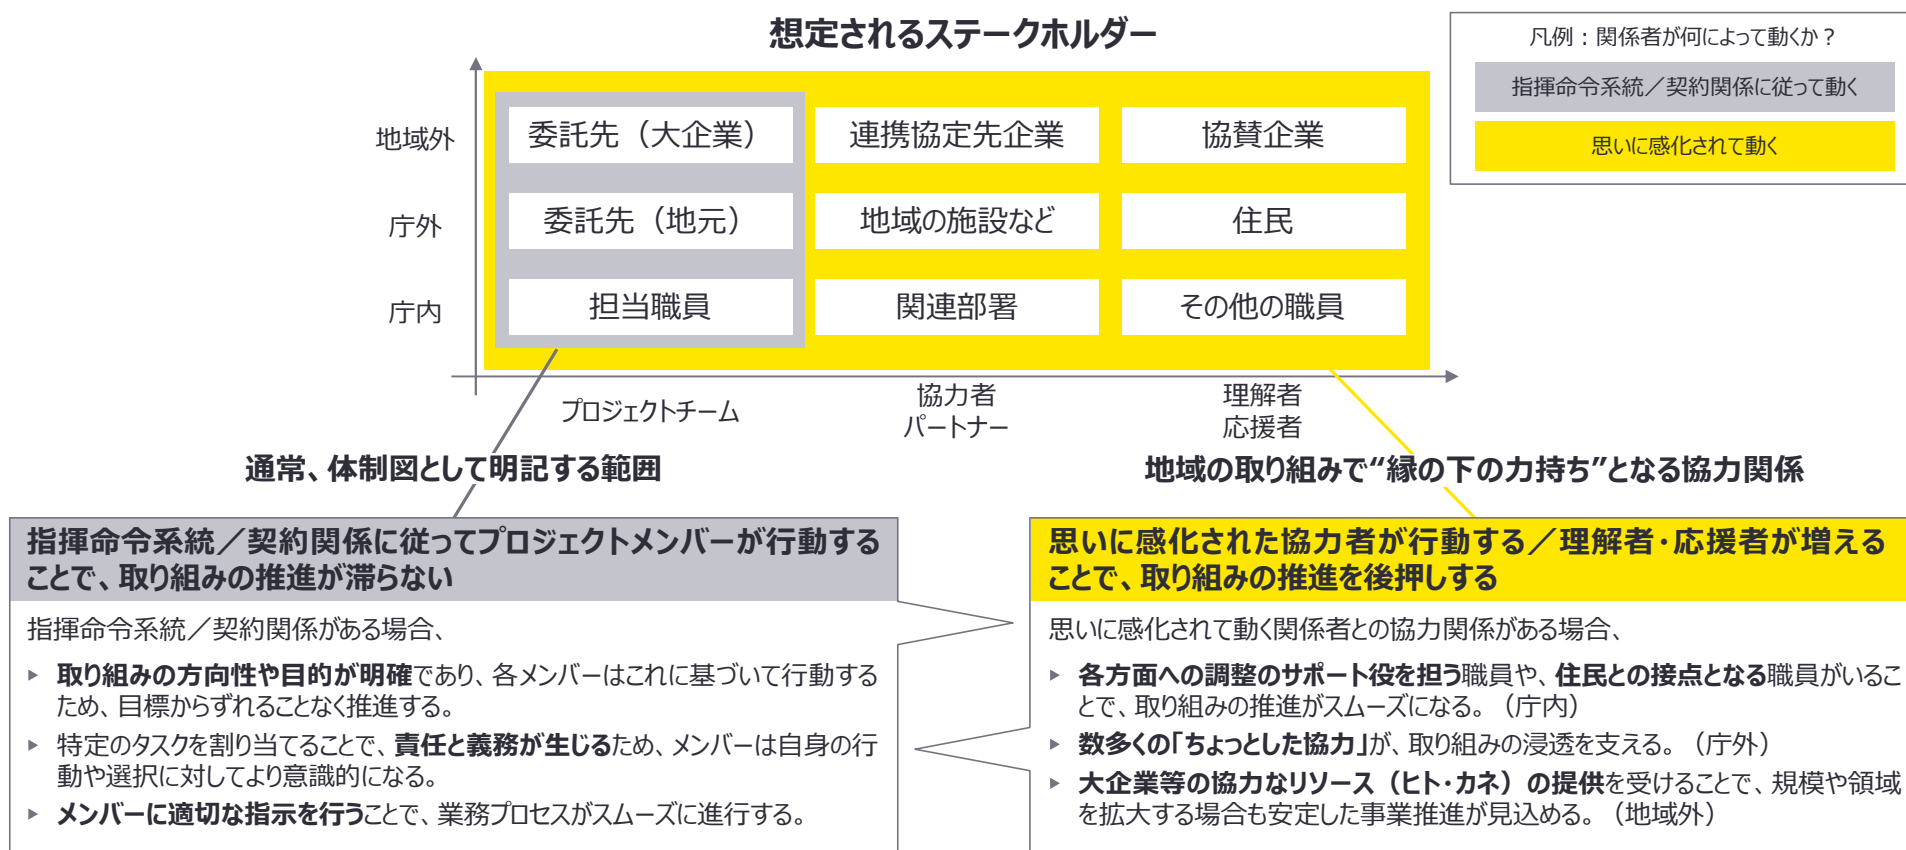 想定されるステークホルダー
凡例：関係者が何によって動くか？
指揮命令系統／契約関係に従って動く
思いに感化されて動く
地域外
委託先（大企業）
連携協定先企業
協賛企業
庁外
委託先（地元）
地域の施設など
住民
庁内
担当職員
関連部署
その他の職員
プロジェクトチーム
協力者
パートナー
理解者
応援者
通常、体制図として明記する範囲
地域の取り組みで“縁の下の力持ち”となる協力関係
指揮命令系統／契約関係に従ってプロジェクトメンバーが行動する
ことで、取り組みの推進が滞らない
指揮命令系統／契約関係がある場合、
取り組みの方向性や目的が明確であり、各メンバーはこれに基づいて行動する
ため、目標からずれることなく推進する。
特定のタスクを割り当てることで、責任と義務が生じるため、メンバーは自身の行
動や選択に対してより意識的になる。
メンバーに適切な指示を行うことで、業務プロセスがスムーズに進行する。
思いに感化された協力者が行動する／理解者・応援者が増える
ことで、取り組みの推進を後押しする
思いに感化されて動く関係者との協力関係がある場合、
各方面への調整のサポート役を担う職員や、住民との接点となる職員がいるこ
とで、取り組みの推進がスムーズになる。（庁内）
数多くの「ちょっとした協力」が、取り組みの浸透を支える。（庁外）
大企業等の協力なリソース（ヒト・カネ）の提供を受けることで、規模や領域
を拡大する場合も安定した事業推進が見込める。（地域外）